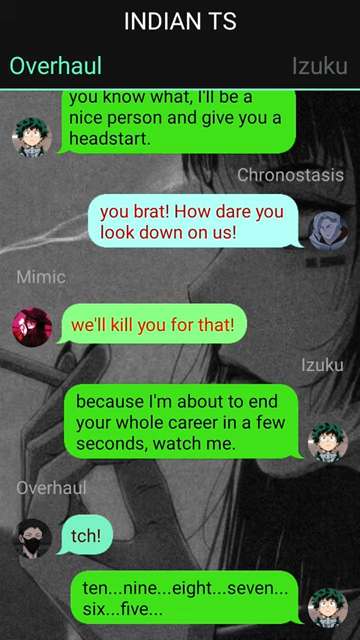 INDIAN TS
Overhaul
Izuku
you know what, I'll be a
nice person and give you a
headstart.
Chronostasis
you brat! How dare you
look down on us!
Mimic
we'll kill you for that!
Izuku
because I'm about to end
your whole career in a few
seconds, watch me.
Overhaul
tch!
ten...nine...eight...seven...
six...five...